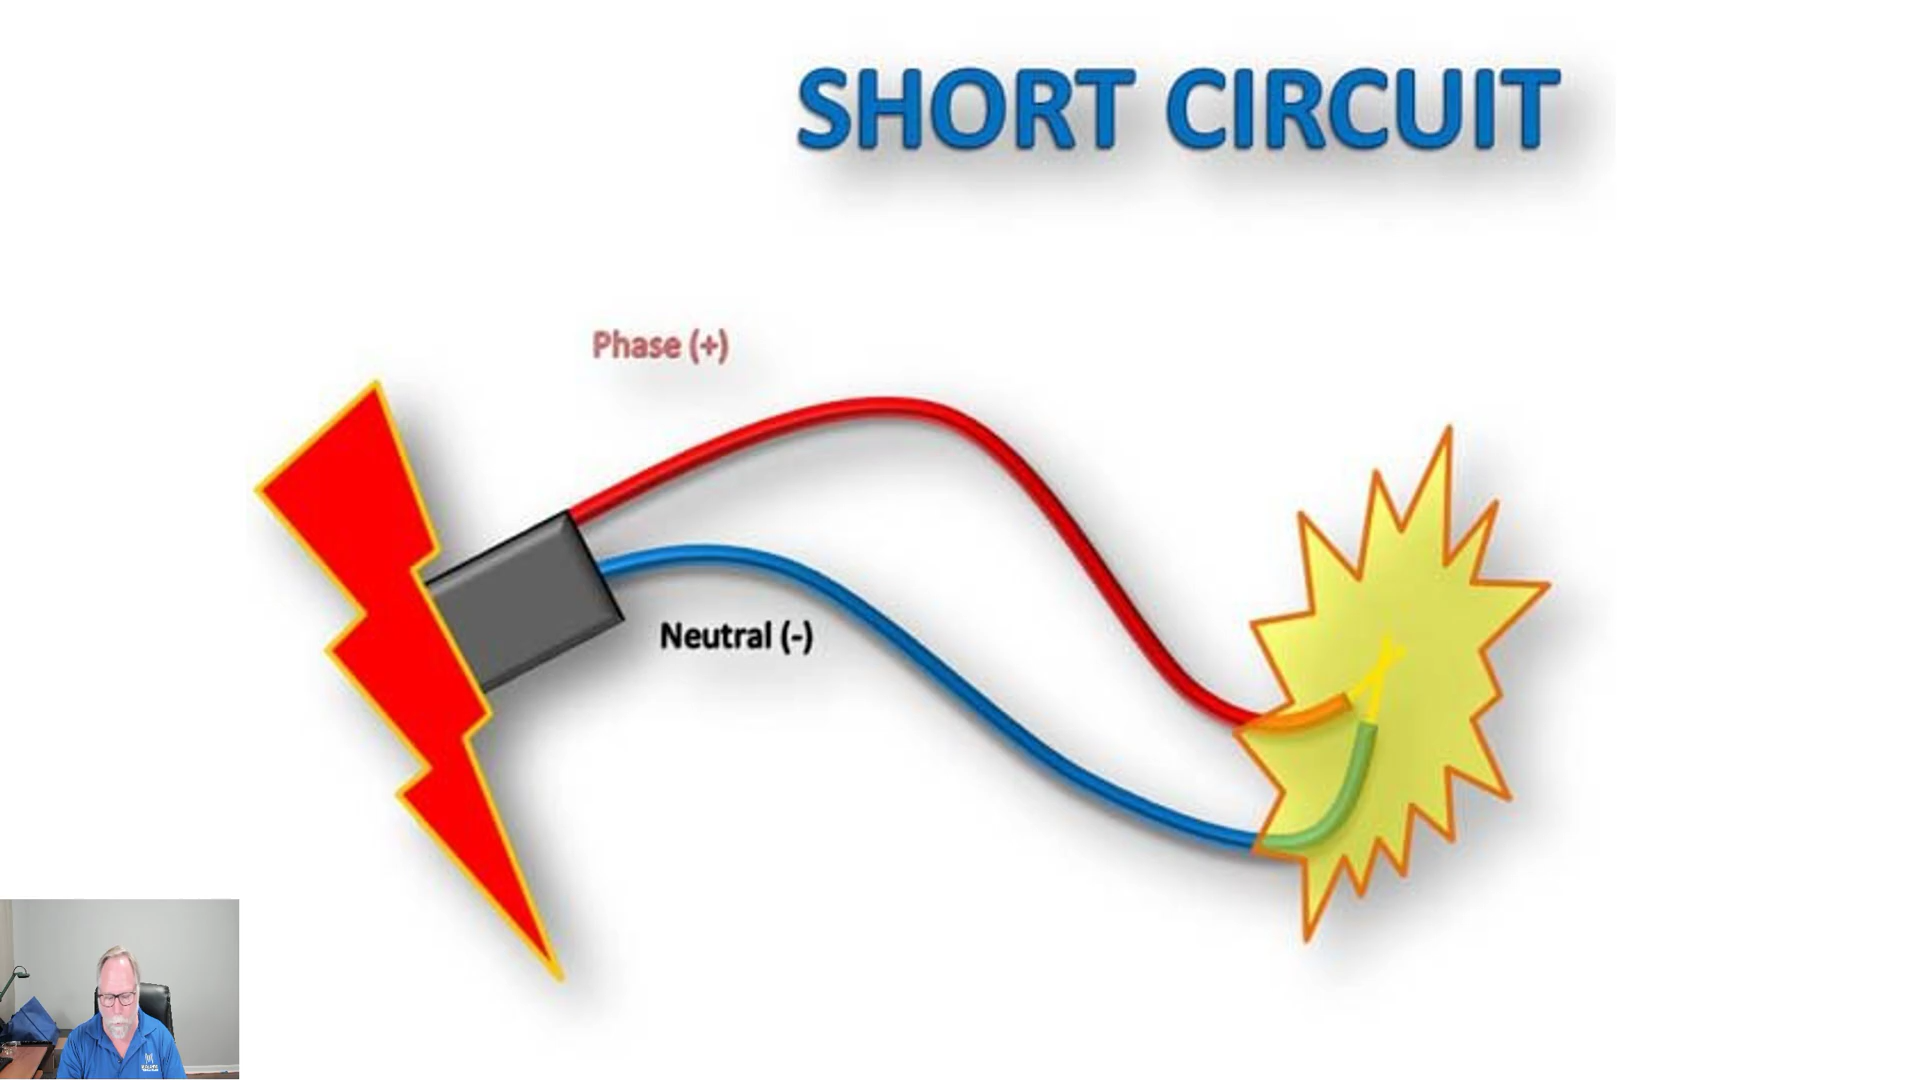 SHORT CIRCUIT
Phase (+)
Neutral (-)